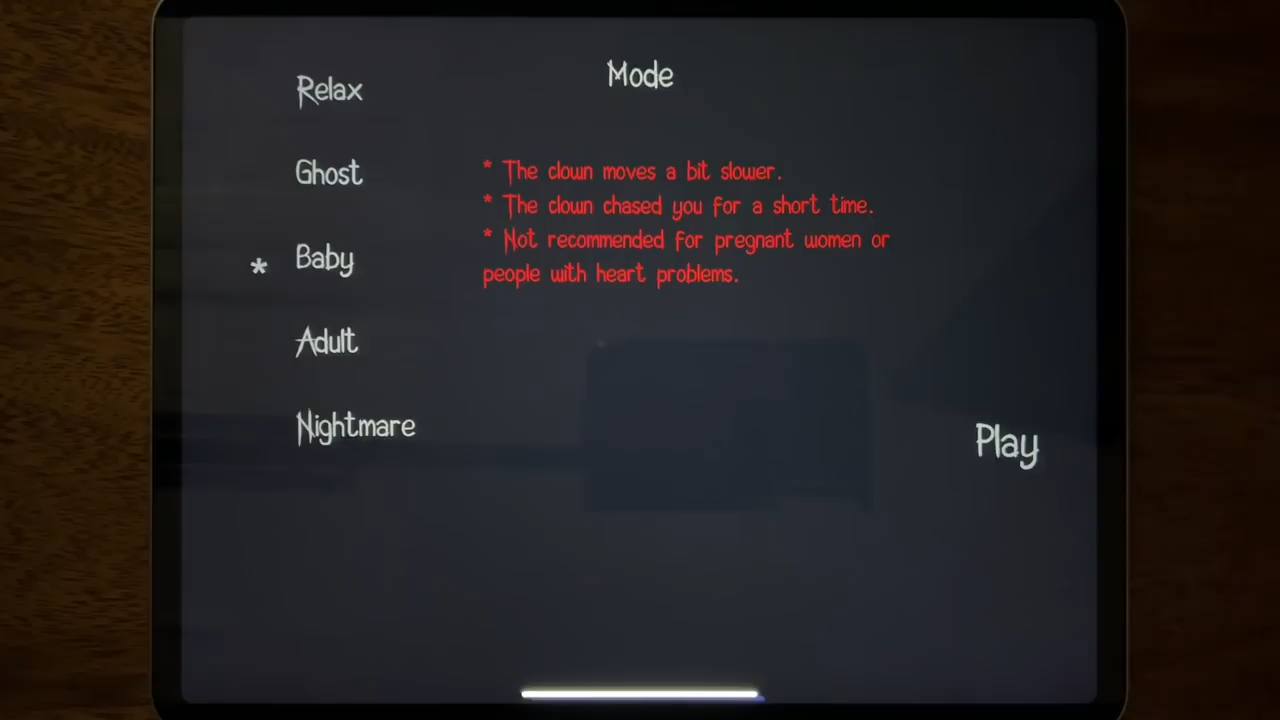 Mode
Relax
Ghost
* Baby
Adult
Nightmare
* The clown moves a bit slower.
* The clown chased you for a short time.
* Not recommended for pregnant women or
people with heart problems.
Play